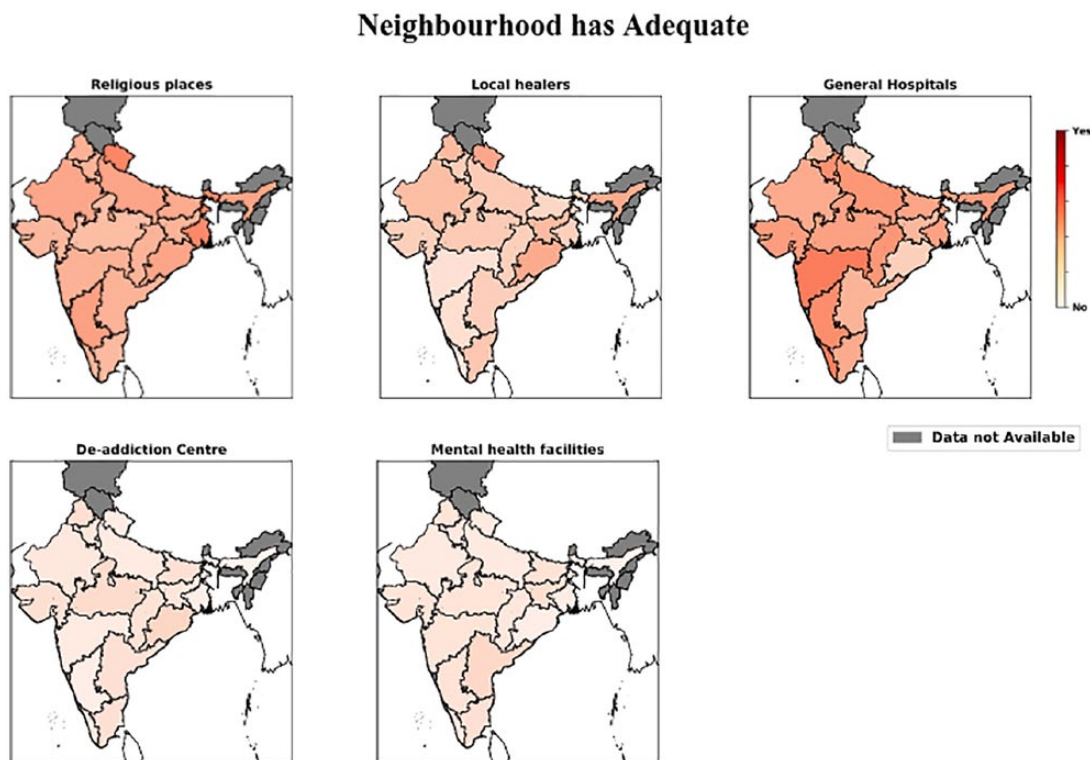 Neighbourhood has Adequate
Religious places
Local healers
General Hospitals
Yes
No
Data not Available
De-addiction Centre
Mental health facilities